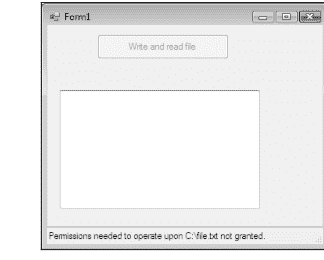 Form1
Write and read file
Permissions needed to operate upon C:\file.txt not granted.